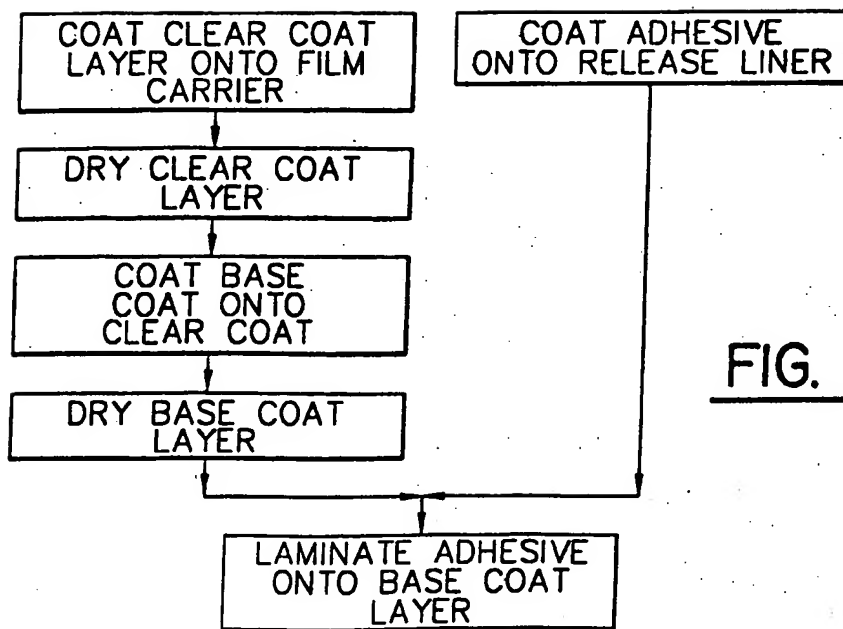 COAT CLEAR COAT
LAYER ONTO FILM
CARRIER
COAT ADHESIVE
ONTO RELEASE LINER
DRY CLEAR COAT
LAYER
COAT BASE
COAT ONTO
CLEAR COAT
DRY BASE COAT
LAYER
FIG.
LAMINATE ADHESIVE
ONTO BASE COAT
LAYER